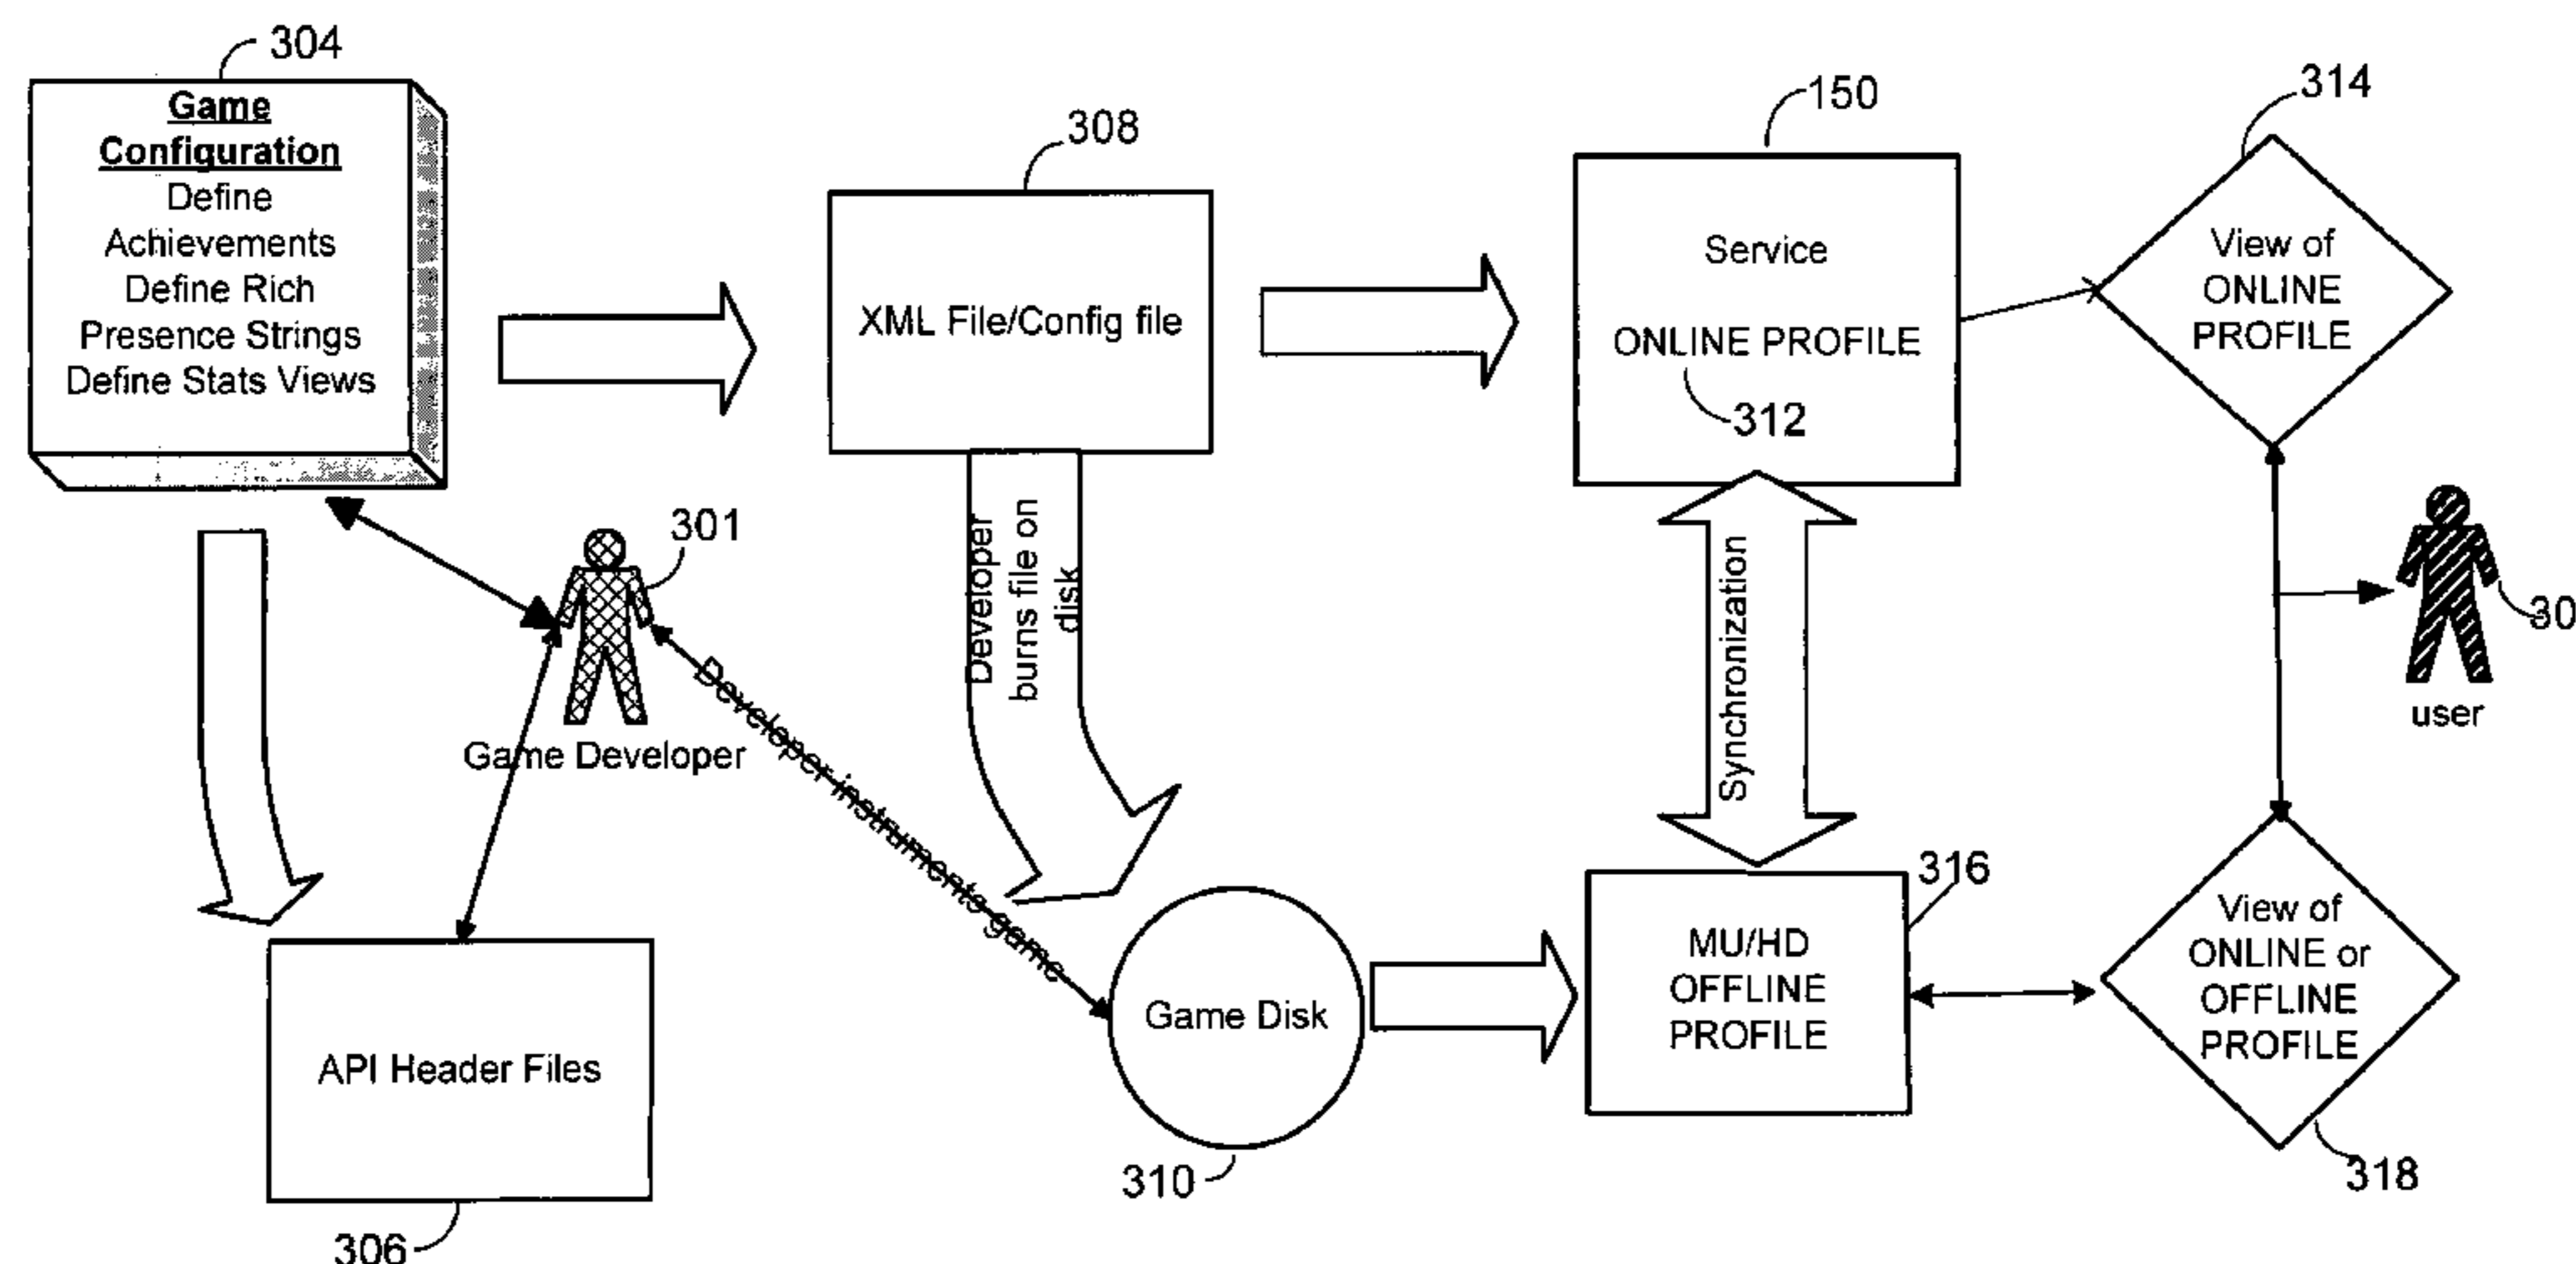 304
Game
Configuration
Define
Achievements
Define Rich
Presence Strings
Define Stats Views
308
XML File/Config file
150
Service
ONLINE PROFILE
312
314
View of
ONLINE
PROFILE
301
Game Developer
Developer instruments game
Developer
burns file on
disk
Synchronization
30
user
API Header Files
306
Game Disk
310
316
MU/HD
OFFLINE
PROFILE
View of
ONLINE or
OFFLINE
PROFILE
318